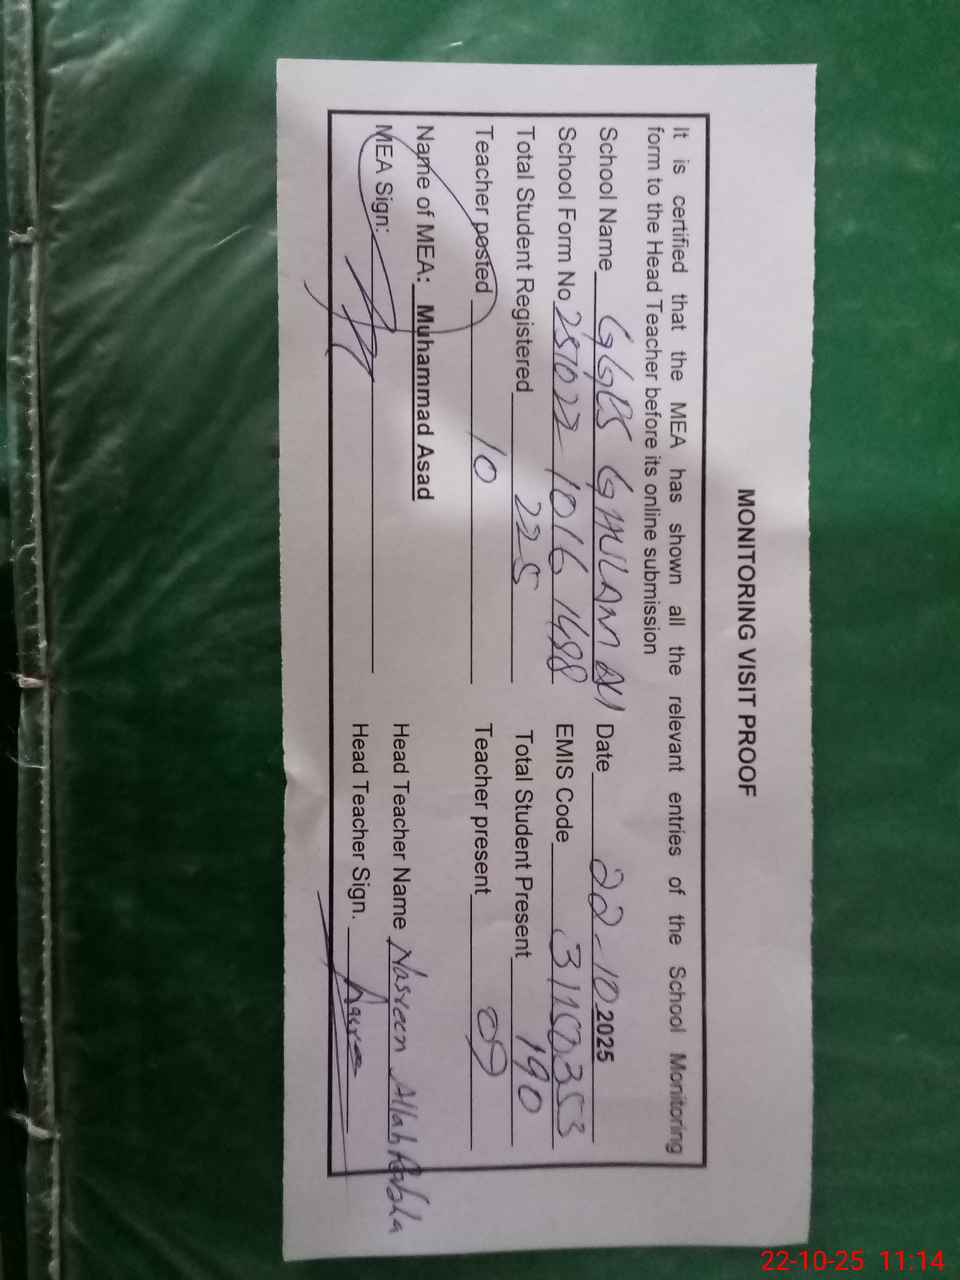 MONITORING VISIT PROOF
It is certified that the MEA has shown all the relevant entries of the School Monitoring
form to the Head Teacher before its online submission
School Name GGES GHULAM ALI Date 22-10.2025
School Form No 251022 1016 1488 EMIS Code 31150353
Total Student Registered 225 Total Student Present 190
Teacher posted 10 Teacher present 09
Name of MEA: Muhammad Asad Head Teacher Name Nasreen Allah Rabha
MEA Sign: Head Teacher Sign.
22-10-25 11:14